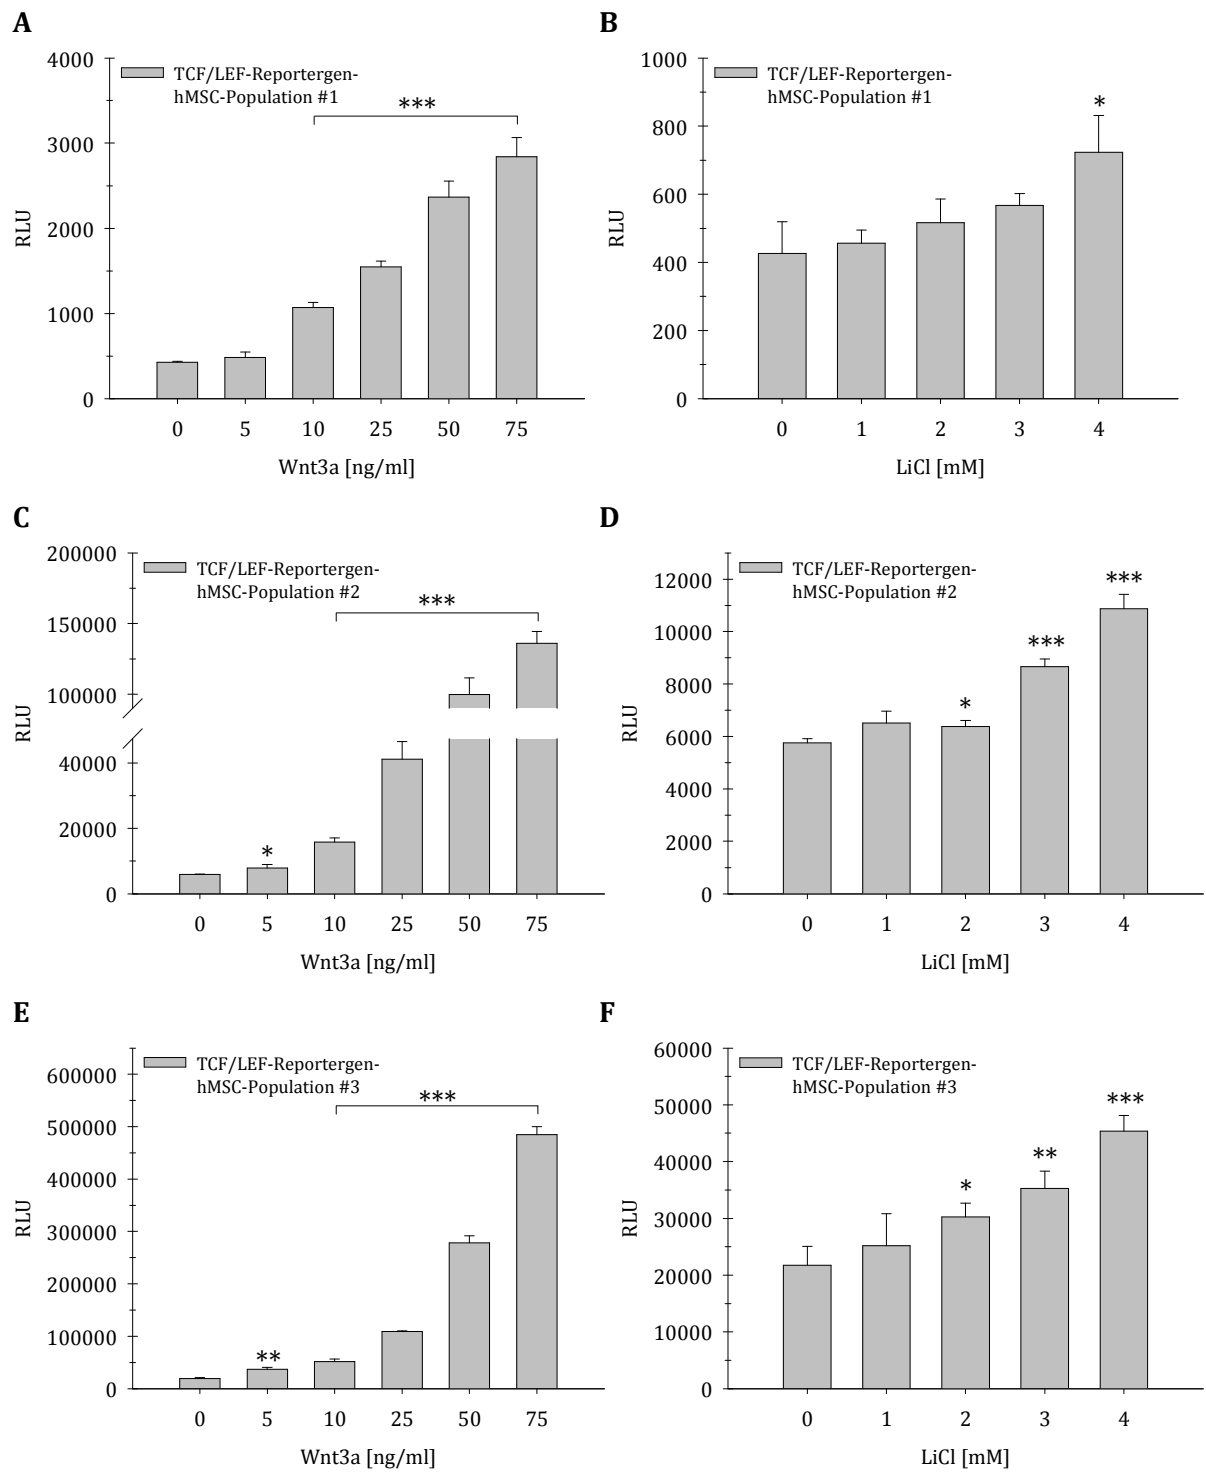 A
TCF/LEF-Reportergen-
hMSC-Population #1
***
4000
3000
2000
1000
0
RLU
0 5 10 25 50 75
Wnt3a [ng/ml]
B
TCF/LEF-Reportergen-
hMSC-Population #1
*
1000
800
600
400
200
0
RLU
0 1 2 3 4
LiCl [mM]
C
TCF/LEF-Reportergen-
hMSC-Population #2
***
*
200000
150000
100000
40000
20000
0
RLU
0 5 10 25 50 75
Wnt3a [ng/ml]
D
TCF/LEF-Reportergen-
hMSC-Population #2
***
***
*
12000
10000
8000
6000
4000
2000
0
RLU
0 1 2 3 4
LiCl [mM]
E
TCF/LEF-Reportergen-
hMSC-Population #3
***
**
600000
500000
400000
300000
200000
100000
0
RLU
0 5 10 25 50 75
Wnt3a [ng/ml]
F
TCF/LEF-Reportergen-
hMSC-Population #3
***
**
*
60000
50000
40000
30000
20000
10000
0
RLU
0 1 2 3 4
LiCl [mM]